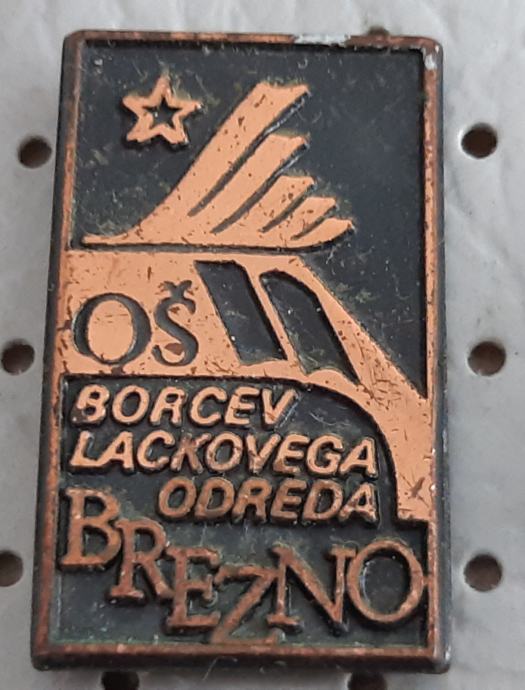 OŠ
BORCEV
LACKOVEGA
ODREDA
BREZNO